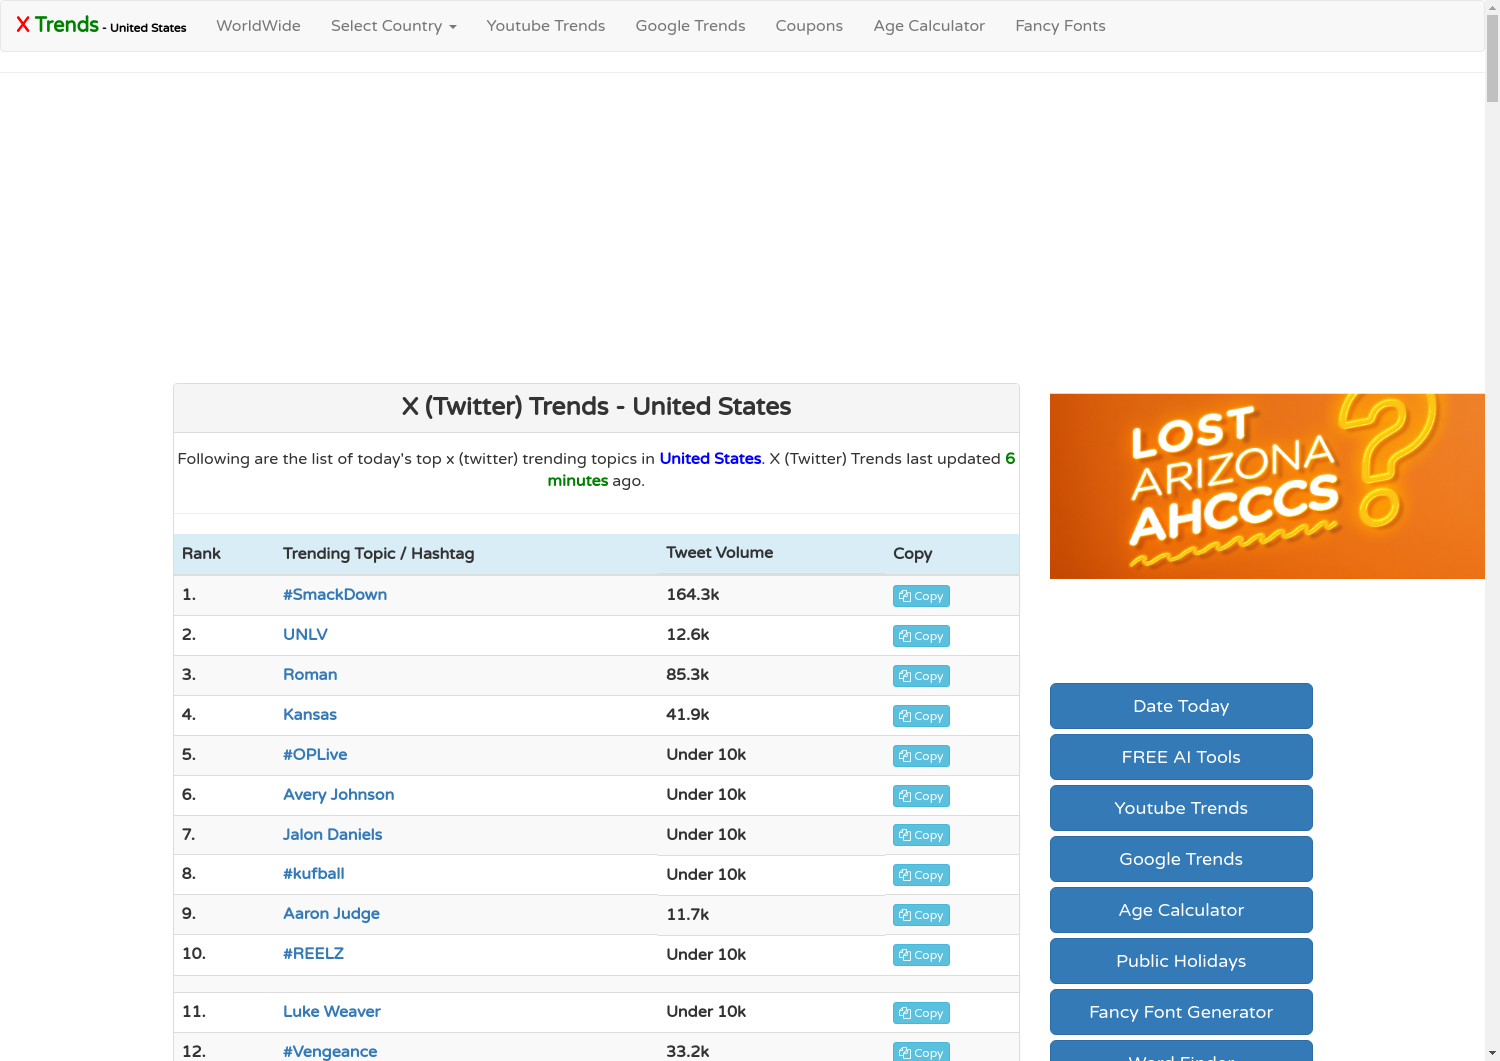 X Trends - United States
WorldWide
Select Country
Youtube Trends
Google Trends
Coupons
Age Calculator
Fancy Fonts
X (Twitter) Trends - United States
Following are the list of today's top x (twitter) trending topics in United States. X (Twitter) Trends last updated 6
minutes ago.
Rank Trending Topic / Hashtag Tweet Volume Copy
1. #SmackDown 164.3k Copy
2. UNLV 12.6k Copy
3. Roman 85.3k Copy
4. Kansas 41.9k Copy
5. #OPLive Under 10k Copy
6. Avery Johnson Under 10k Copy
7. Jalon Daniels Under 10k Copy
8. #kufball Under 10k Copy
9. Aaron Judge 11.7k Copy
10. #REELZ Under 10k Copy
11. Luke Weaver Under 10k Copy
12. #Vengeance 33.2k Copy
LOST
ARIZONA
AHCCCS
?
Date Today
FREE AI Tools
Youtube Trends
Google Trends
Age Calculator
Public Holidays
Fancy Font Generator
Word Finder